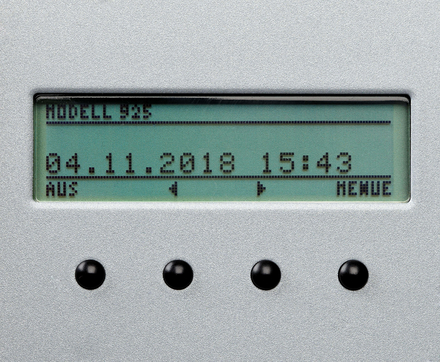 MODELL 925
04.11.2018 15:43
AUS ◀ ▶ MENUE